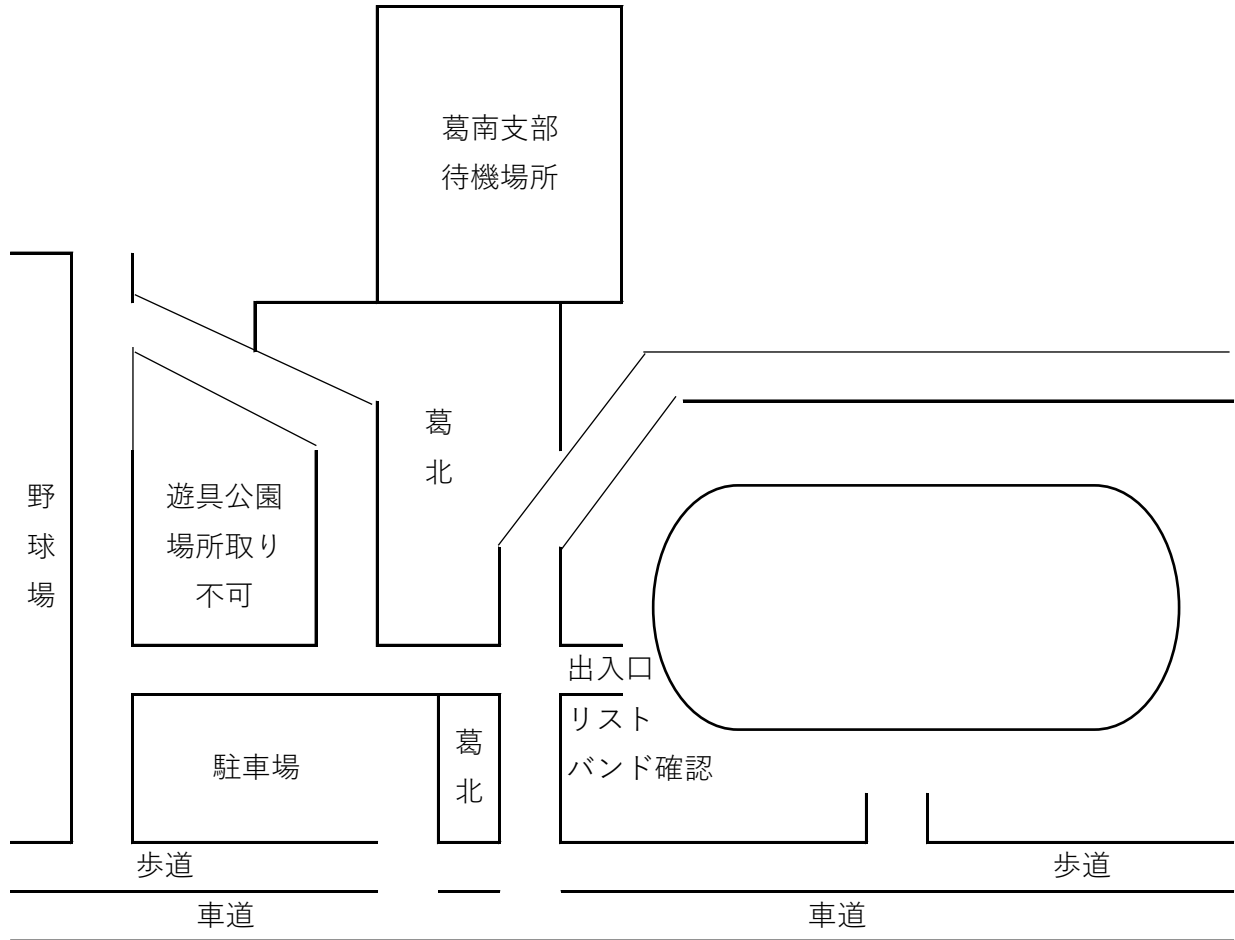 葛南支部
待機場所
葛
北
野
球
場
遊具公園
場所取り
不可
出入口
リスト
バンド確認
駐車場
葛
北
歩道
歩道
車道
車道